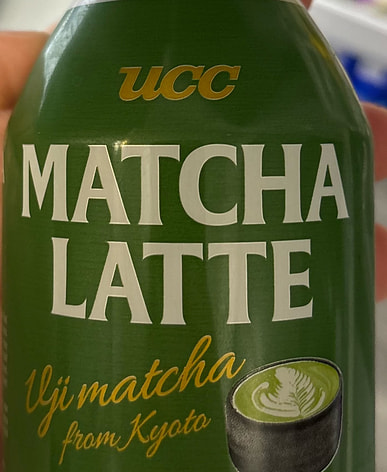 ucc
MATCHA
LATTE
Uji matcha
from Kyoto